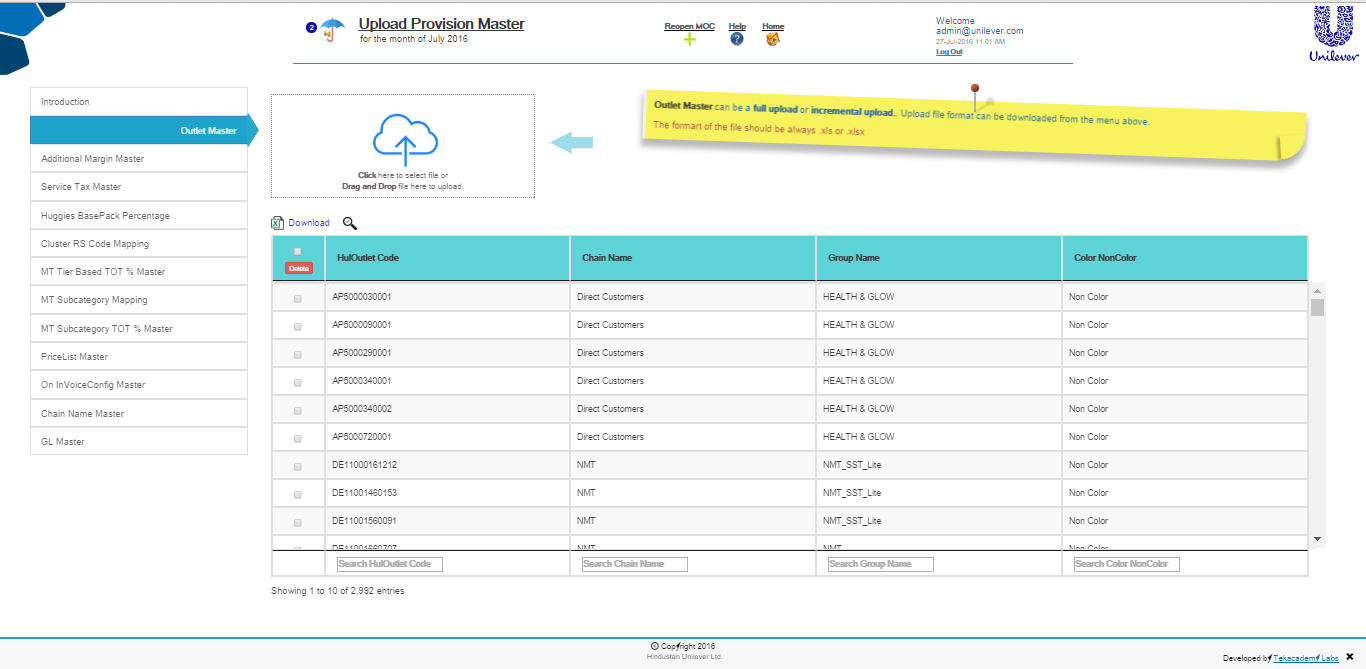 2
Upload Provision Master
for the month of July 2016
Reopen MOC Help Home
Welcome
admin@unilever.com
27-Jul-2016 11.01 AM
Log Out
Unilever
Introduction
Outlet Master
Additional Margin Master
Service Tax Master
Huggies BasePack Percentage
Cluster RS Code Mapping
MT Tier Based TOT % Master
MT Subcategory Mapping
MT Subcategory TOT % Master
PriceList Master
On InVoiceConfig Master
Chain Name Master
GL Master
Click here to select file or
Drag and Drop file here to upload.
Outlet Master can be a full upload or incremental upload.. Upload file format can be downloaded from the menu above.
The formart of the file should be always .xls or .xlsx
Download
Delete HulOutlet Code Chain Name Group Name Color NonColor
AP5000030001 Direct Customers HEALTH & GLOW Non Color
AP5000090001 Direct Customers HEALTH & GLOW Non Color
AP5000290001 Direct Customers HEALTH & GLOW Non Color
AP5000340001 Direct Customers HEALTH & GLOW Non Color
AP5000340002 Direct Customers HEALTH & GLOW Non Color
AP5000720001 Direct Customers HEALTH & GLOW Non Color
DE11000161212 NMT NMT_SST_Lite Non Color
DE11001460153 NMT NMT_SST_Lite Non Color
DE11001560091 NMT NMT_SST_Lite Non Color
DE11001660707 NMT NMT Non Color
Search HulOutlet Code Search Chain Name Search Group Name Search Color NonColor
Showing 1 to 10 of 2,992 entries
© Copyright 2016
Hindustan Unilever Ltd.
Developed by Tekacademy Labs